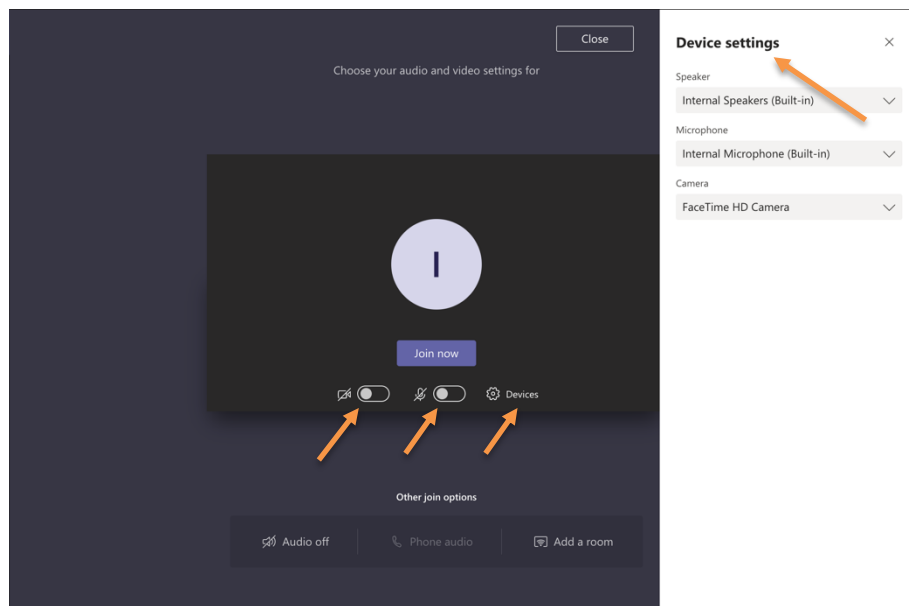 Close
Choose your audio and video settings for
I
Join now
Devices
Other join options
Audio off
Phone audio
Add a room
Device settings
Speaker
Internal Speakers (Built-in)
Microphone
Internal Microphone (Built-in)
Camera
FaceTime HD Camera